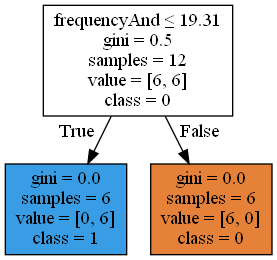 frequencyAnd ≤ 19.31
gini = 0.5
samples = 12
value = [6, 6]
class = 0
True
False
gini = 0.0
samples = 6
value = [0, 6]
class = 1
gini = 0.0
samples = 6
value = [6, 0]
class = 0